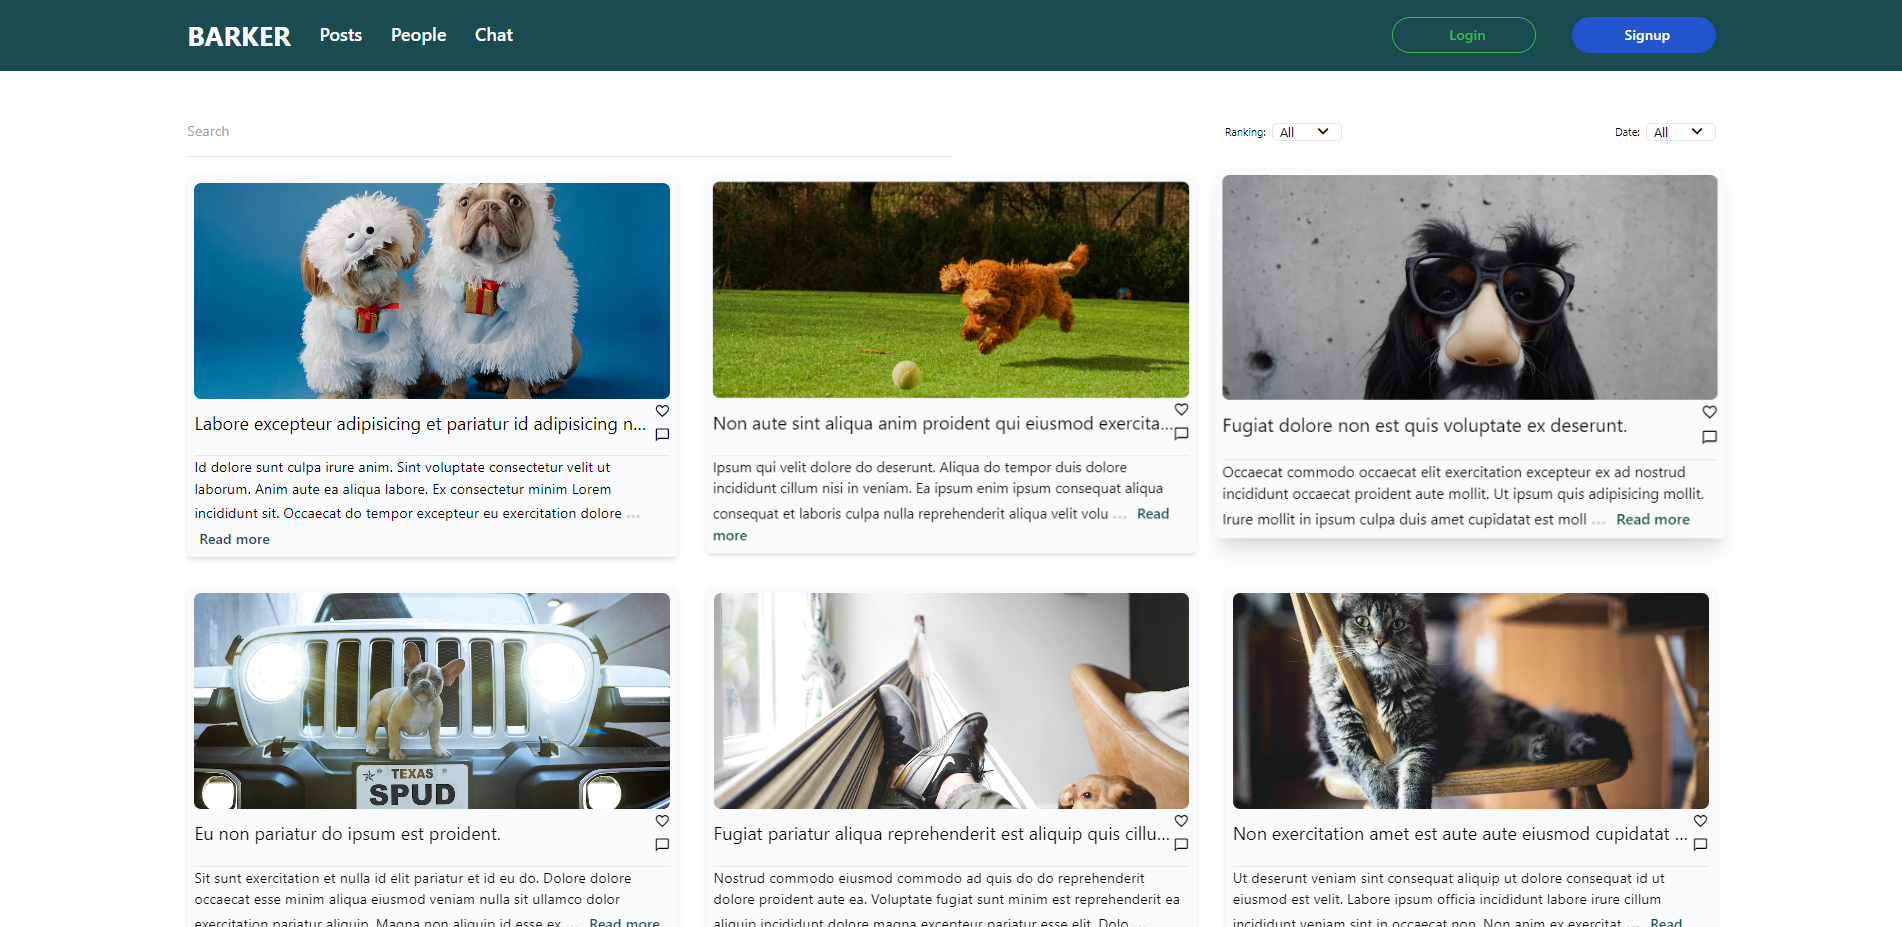 BARKER Posts People Chat Login Signup
Search Ranking: All Date: All
Labore excepteur adipisicing et pariatur id adipisicing n...
Id dolore sunt culpa irure anim. Sint voluptate consectetur velit ut
laborum. Anim aute ea aliqua labore. Ex consectetur minim Lorem
incididunt sit. Occaecat do tempor excepteur eu exercitation dolore ...
Read more
Non aute sint aliqua anim proident qui eiusmod exercita...
Ipsum qui velit dolore do deserunt. Aliqua do tempor duis dolore
incididunt cillum nisi in veniam. Ea ipsum enim ipsum consequat aliqua
consequat et laboris culpa nulla reprehenderit aliqua velit volu ... Read
more
Fugiat dolore non est quis voluptate ex deserunt.
Occaecat commodo occaecat elit exercitation excepteur ex ad nostrud
incididunt occaecat proident aute mollit. Ut ipsum quis adipisicing mollit.
Irure mollit in ipsum culpa duis amet cupidatat est moll ... Read more
TEXAS
SPUD
Eu non pariatur do ipsum est proident.
Sit sunt exercitation et nulla id elit pariatur et id eu do. Dolore dolore
occaecat esse minim aliqua eiusmod veniam nulla sit ullamco dolor
exercitation pariatur aliquip. Magna non aliquip id esse ex ... Read more
Fugiat pariatur aliqua reprehenderit est aliquip quis cillu...
Nostrud commodo eiusmod commodo ad quis do do reprehenderit
dolore proident aute ea. Voluptate fugiat sunt minim est reprehenderit ea
aliquip incididunt dolore magna excepteur pariatur esse elit. Dolo ...
Non exercitation amet est aute aute eiusmod cupidatat ...
Ut deserunt veniam sint consequat aliquip ut dolore consequat id ut
eiusmod est velit. Labore ipsum officia incididunt labore irure cillum
incididunt veniam sint in occaecat non. Non anim ex exercitat ... Read